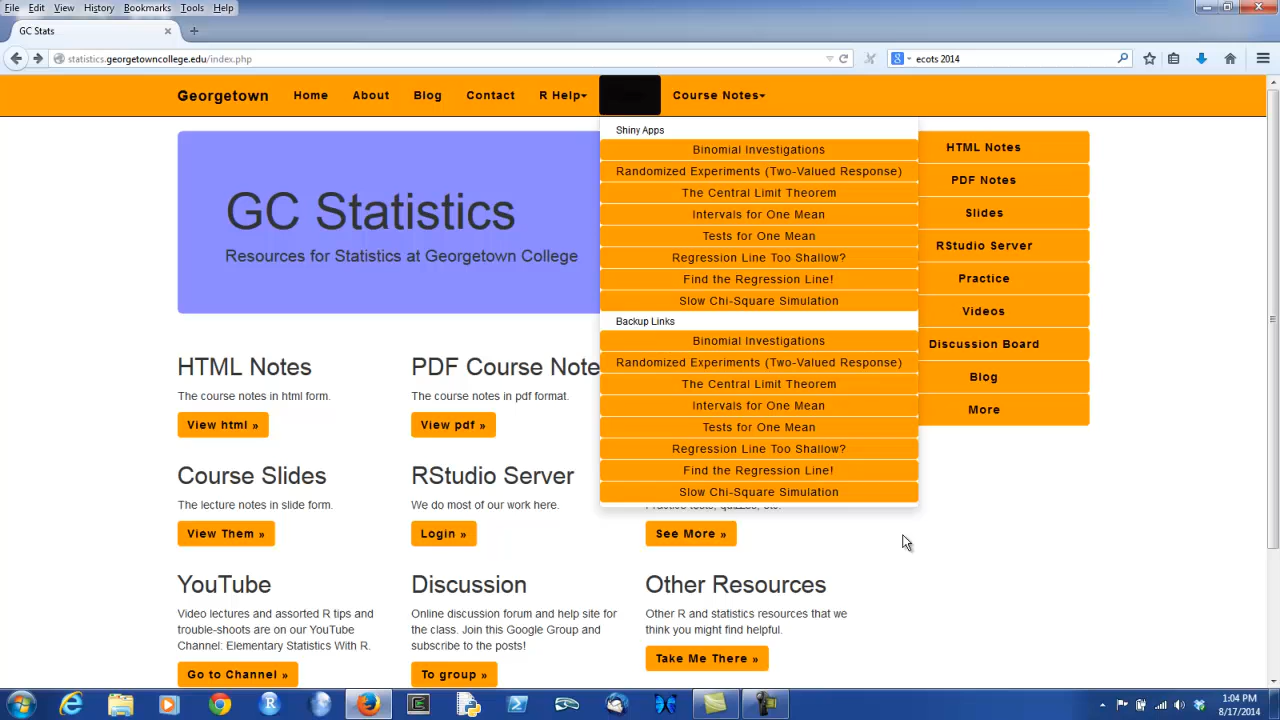 File Edit View History Bookmarks Tools Help
GC Stats
statistics.georgetowncollege.edu/index.php
ecots 2014
Georgetown Home About Blog Contact R Help Course Notes
Shiny Apps
Binomial Investigations
Randomized Experiments (Two-Valued Response)
The Central Limit Theorem
Intervals for One Mean
Tests for One Mean
Regression Line Too Shallow?
Find the Regression Line!
Slow Chi-Square Simulation
Backup Links
Binomial Investigations
Randomized Experiments (Two-Valued Response)
The Central Limit Theorem
Intervals for One Mean
Tests for One Mean
Regression Line Too Shallow?
Find the Regression Line!
Slow Chi-Square Simulation
HTML Notes
PDF Notes
Slides
RStudio Server
Practice
Videos
Discussion Board
Blog
More
GC Statistics
Resources for Statistics at Georgetown College
HTML Notes
The course notes in html form.
View html »
PDF Course Note
The course notes in pdf format.
View pdf »
Course Slides
The lecture notes in slide form.
View Them »
RStudio Server
We do most of our work here.
Login »
See More »
YouTube
Video lectures and assorted R tips and
trouble-shoots are on our YouTube
Channel: Elementary Statistics With R.
Go to Channel »
Discussion
Online discussion forum and help site for
the class. Join this Google Group and
subscribe to the posts!
To group »
Other Resources
Other R and statistics resources that we
think you might find helpful.
Take Me There »
1:04 PM
8/17/2014